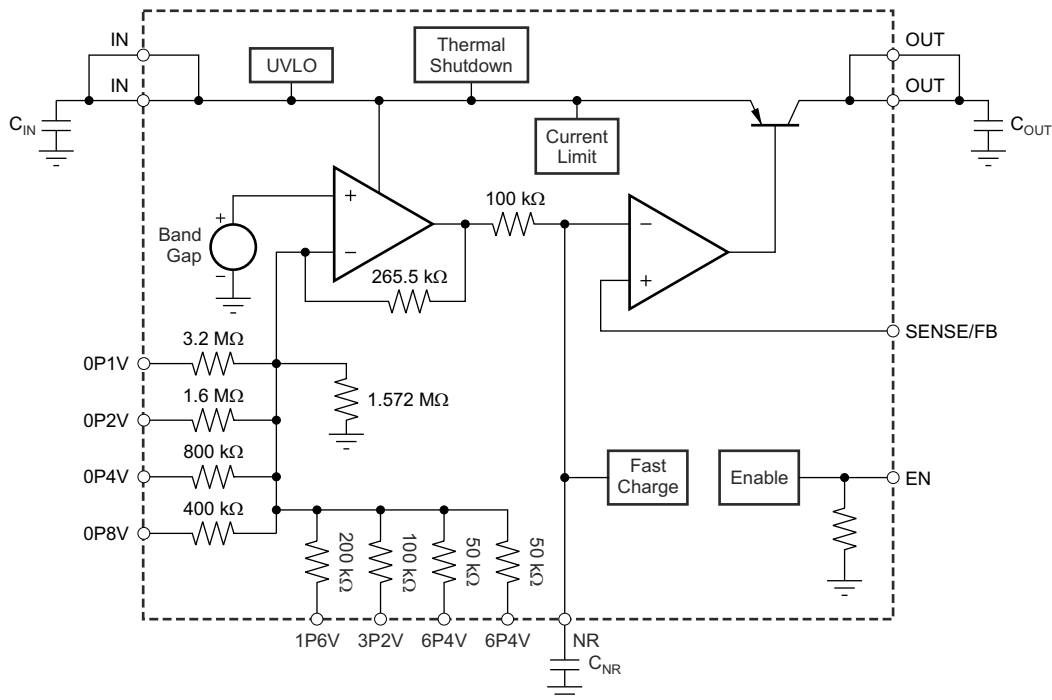 IN
OUT
UVLO
Thermal
Shutdown
IN
OUT
C_IN
Current
Limit
C_OUT
+
100 kΩ
−
+
Band
Gap
−
−
265.5 kΩ
+
SENSE/FB
3.2 MΩ
0P1V
1.572 MΩ
1.6 MΩ
0P2V
800 kΩ
0P4V
Fast
Charge
Enable
EN
400 kΩ
0P8V
200 kΩ
100 kΩ
50 kΩ
50 kΩ
1P6V
3P2V
6P4V
6P4V
NR
C_NR